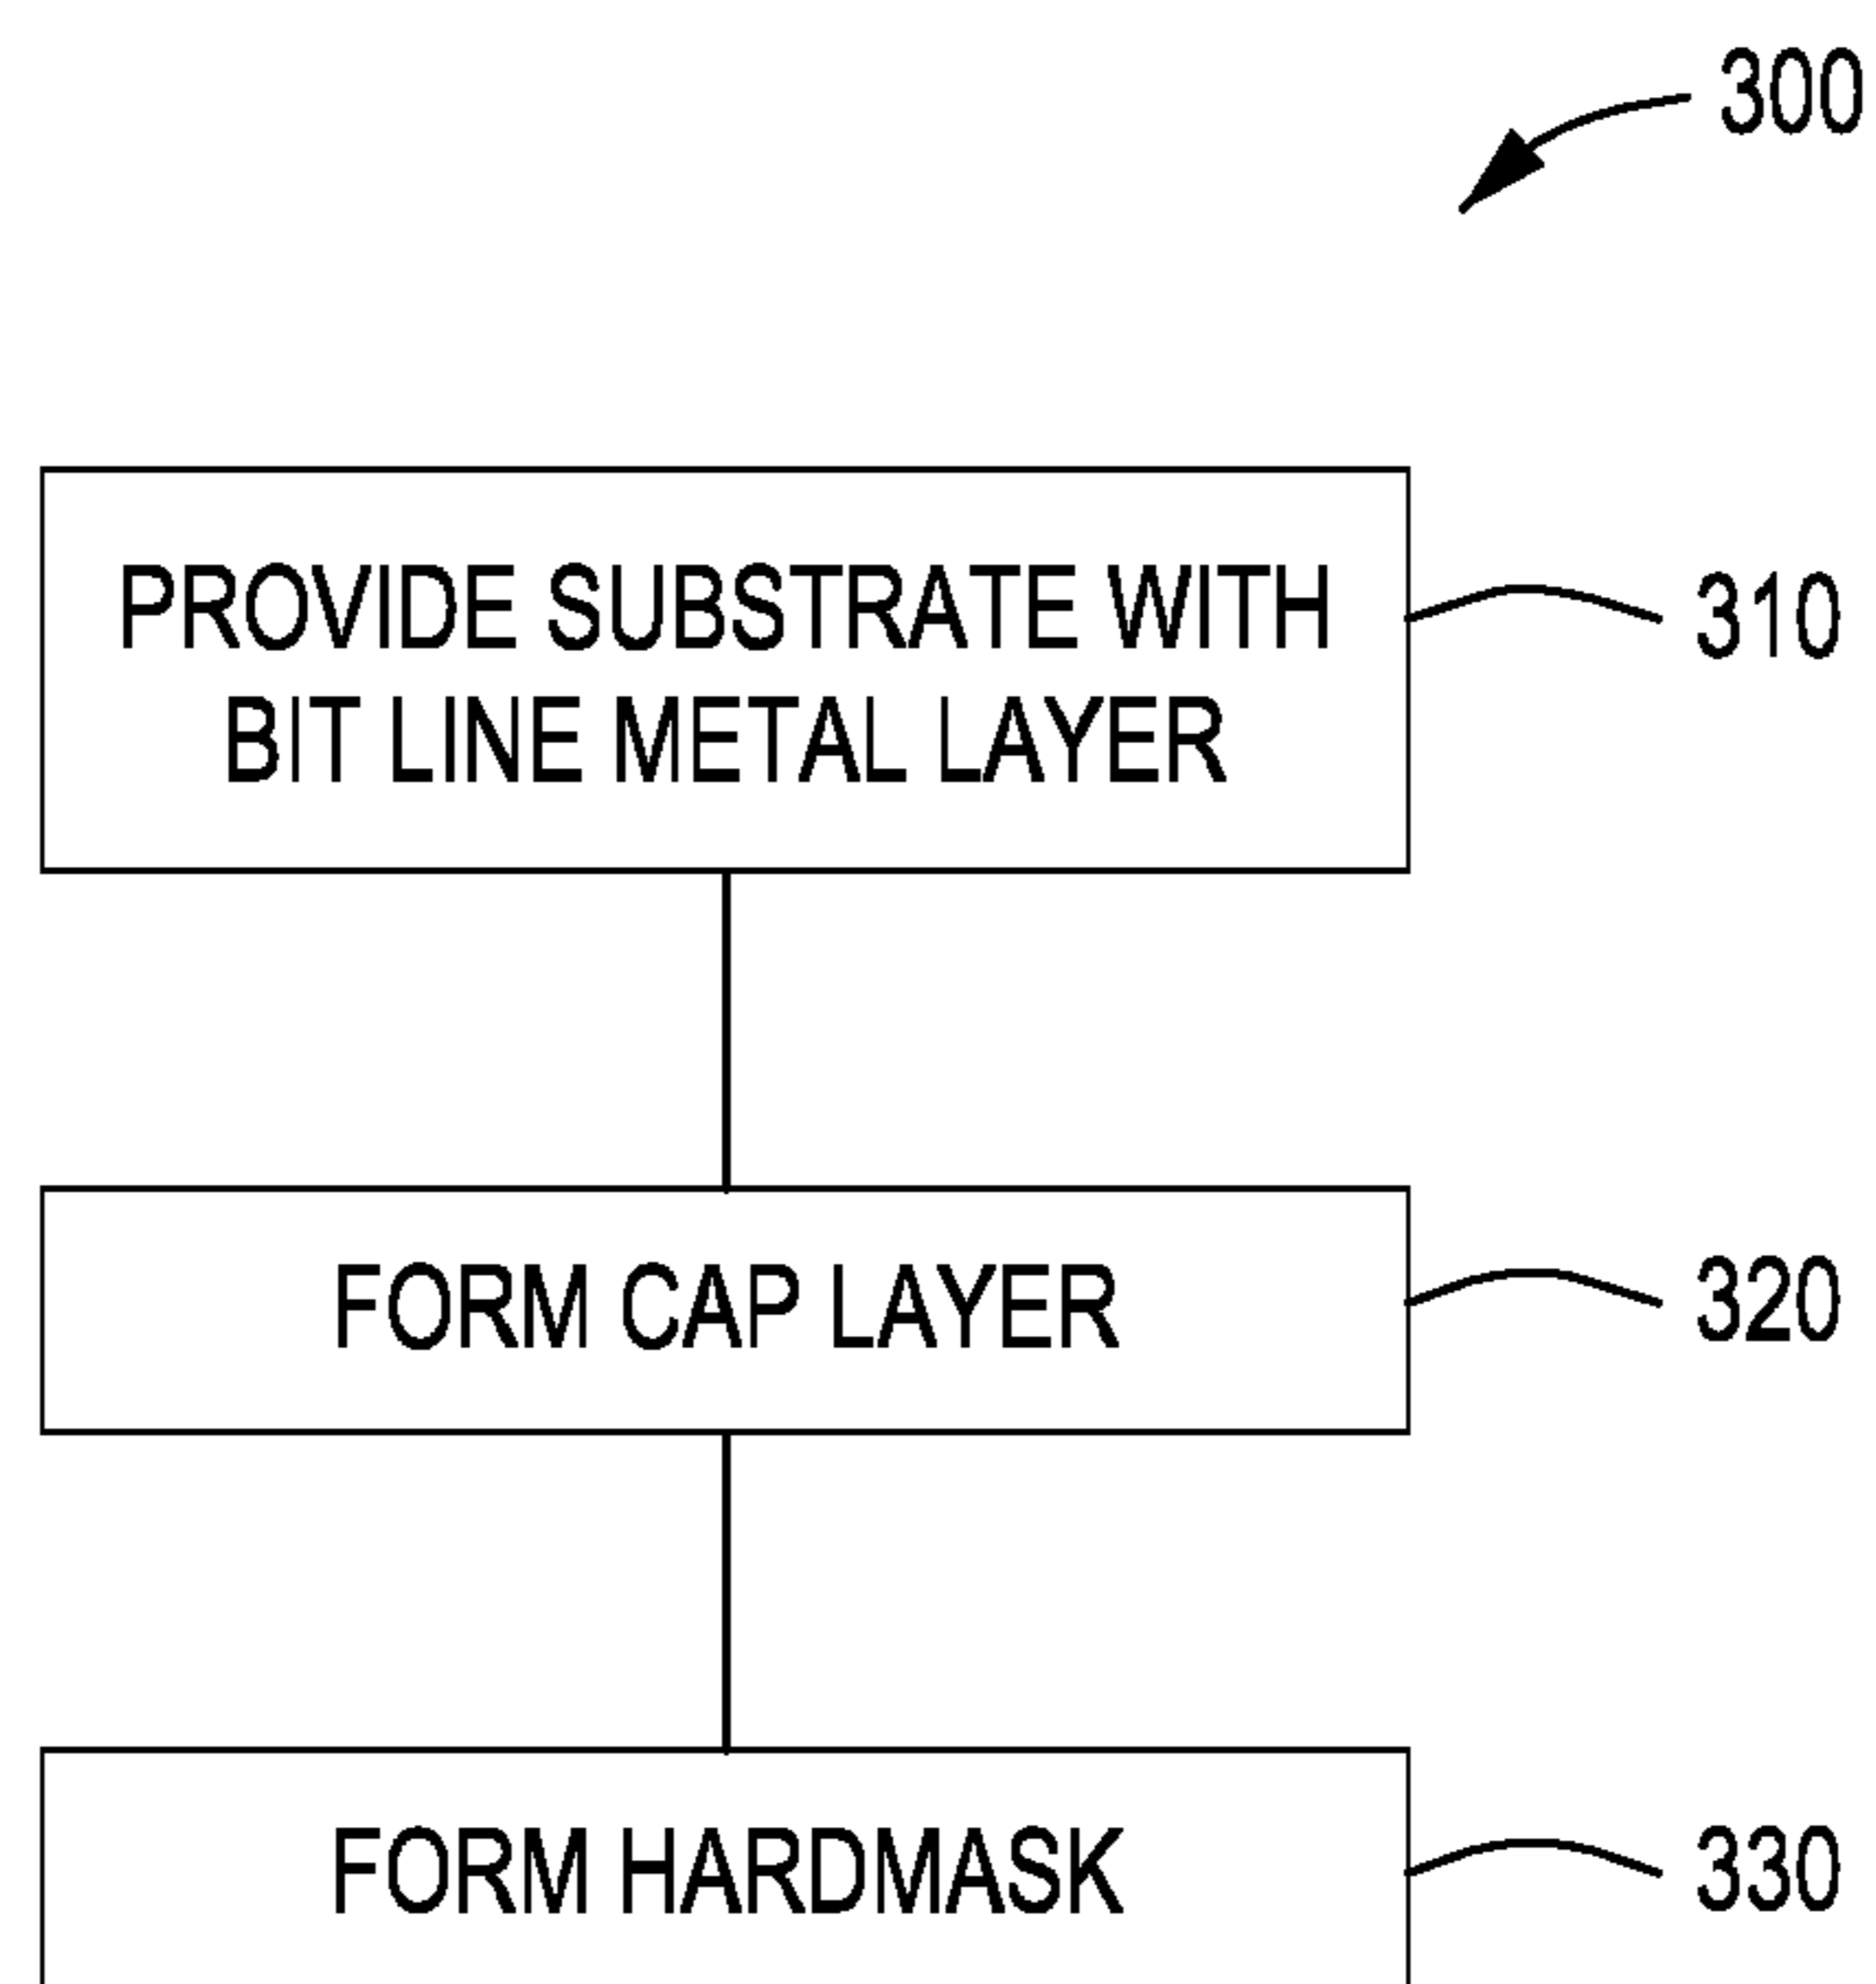 300
PROVIDE SUBSTRATE WITH
BIT LINE METAL LAYER
310
FORM CAP LAYER
320
FORM HARDMASK
330